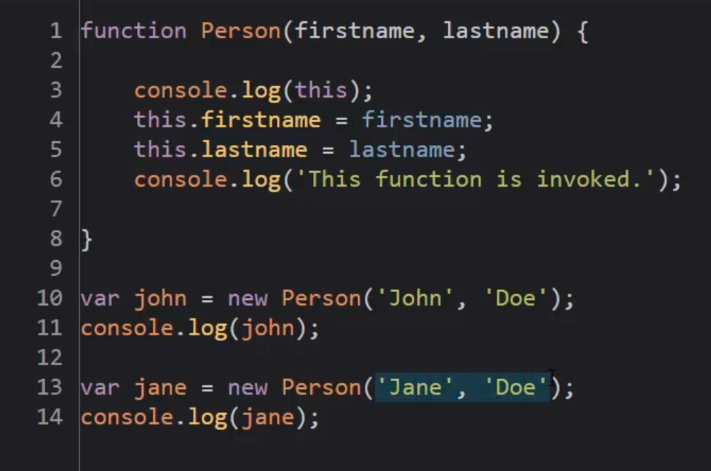 1 function Person(firstname, lastname) {
2
3     console.log(this);
4     this.firstname = firstname;
5     this.lastname = lastname;
6     console.log('This function is invoked.');
7
8 }
9
10 var john = new Person('John', 'Doe');
11 console.log(john);
12
13 var jane = new Person('Jane', 'Doe');
14 console.log(jane);